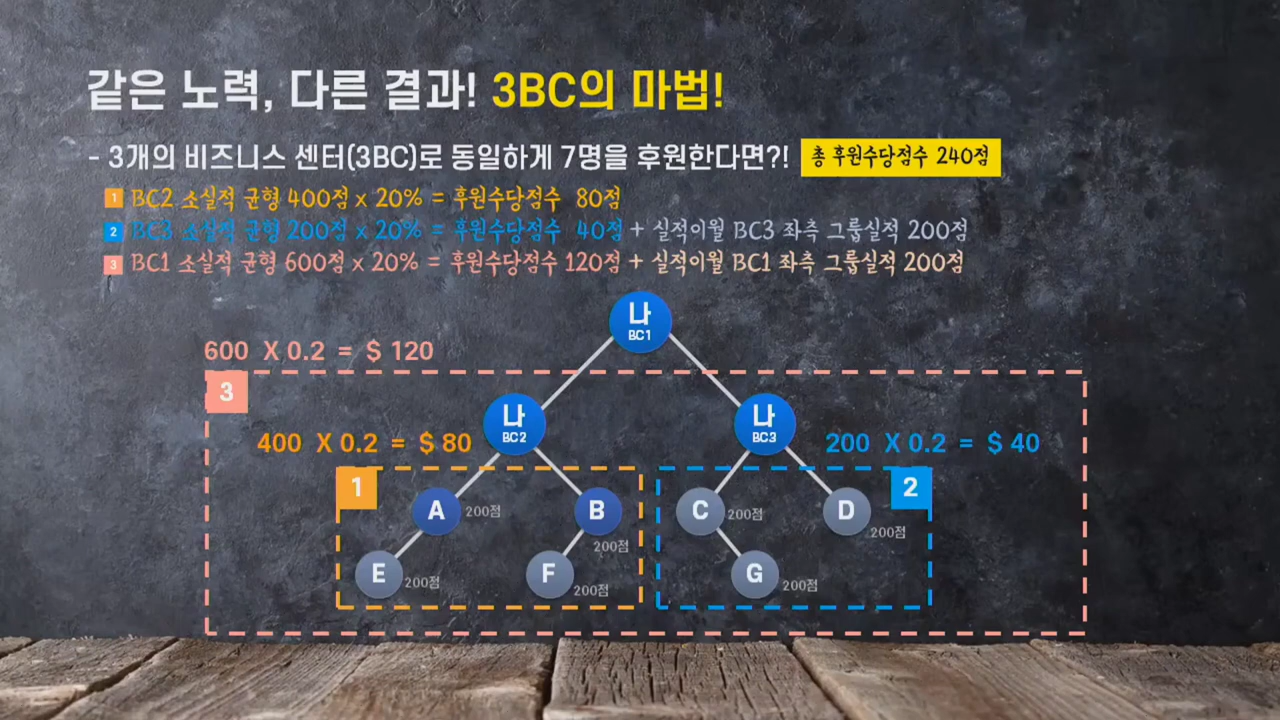 같은 노력, 다른 결과! 3BC의 마법!
- 3개의 비즈니스 센터(3BC)로 동일하게 7명을 후원한다면?! 총 후원수당점수 240점
1 BC2 소실적 균형 400점 x 20% = 후원수당점수 80점
2 BC3 소실적 균형 200점 x 20% = 후원수당점수 40점 + 실적이월 BC3 좌측 그룹실적 200점
3 BC1 소실적 균형 600점 x 20% = 후원수당점수 120점 + 실적이월 BC1 좌측 그룹실적 200점
나
BC1
600 X 0.2 = $ 120
3
나
BC2
나
BC3
400 X 0.2 = $ 80
200 X 0.2 = $ 40
1
2
A 200점
B
200점
C 200점
D
200점
E 200점
F 200점
G 200점